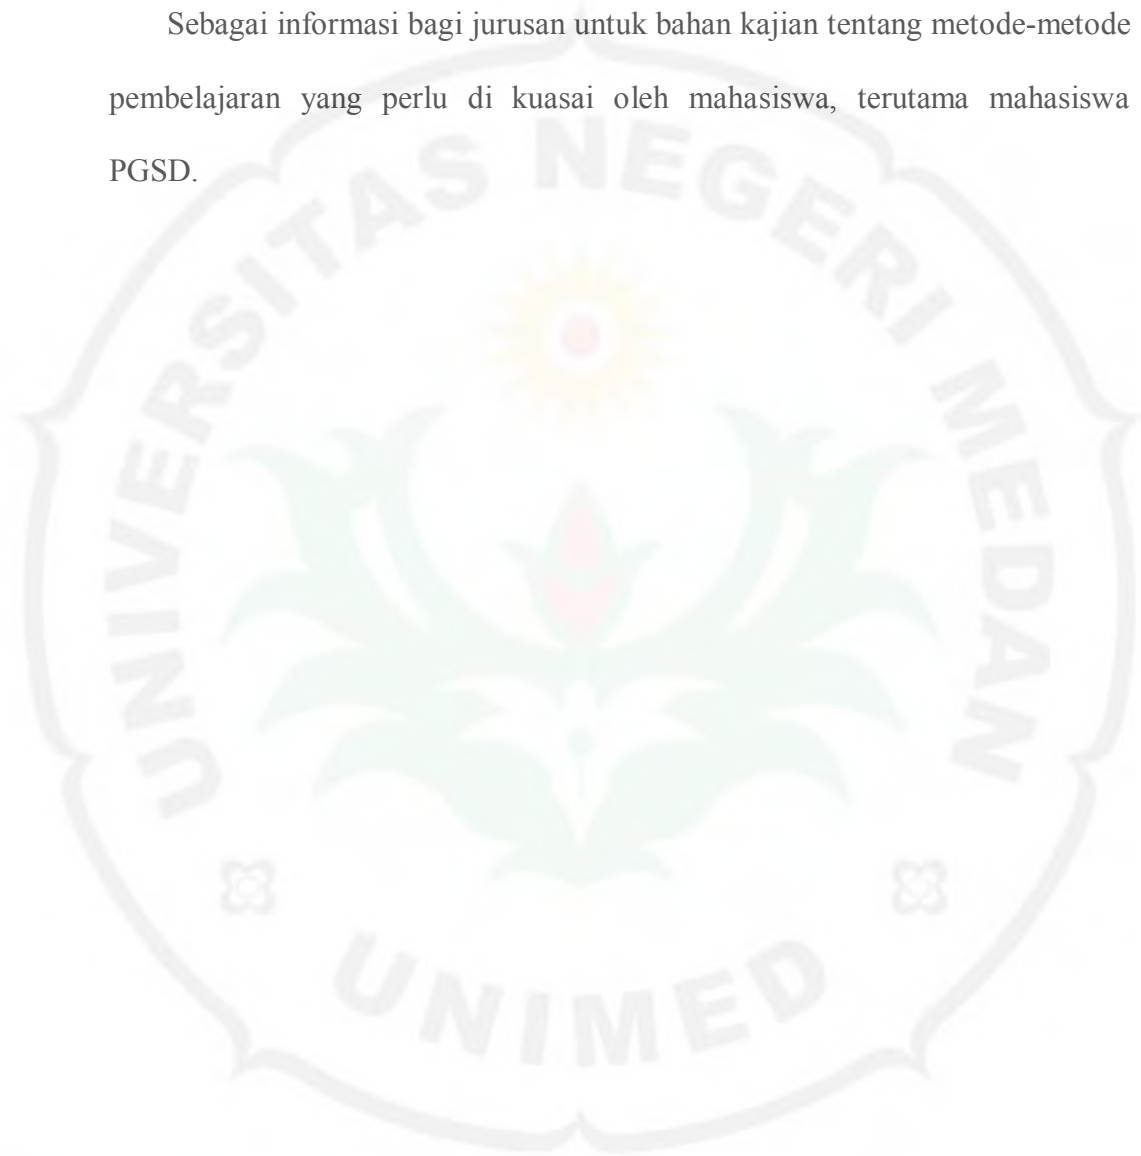 Sebagai informasi bagi jurusan untuk bahan kajian tentang metode-metode
pembelajaran yang perlu di kuasai oleh mahasiswa, terutama mahasiswa
PGSD.
UNIVERSITAS NEGERI MEDAN
UNIMED